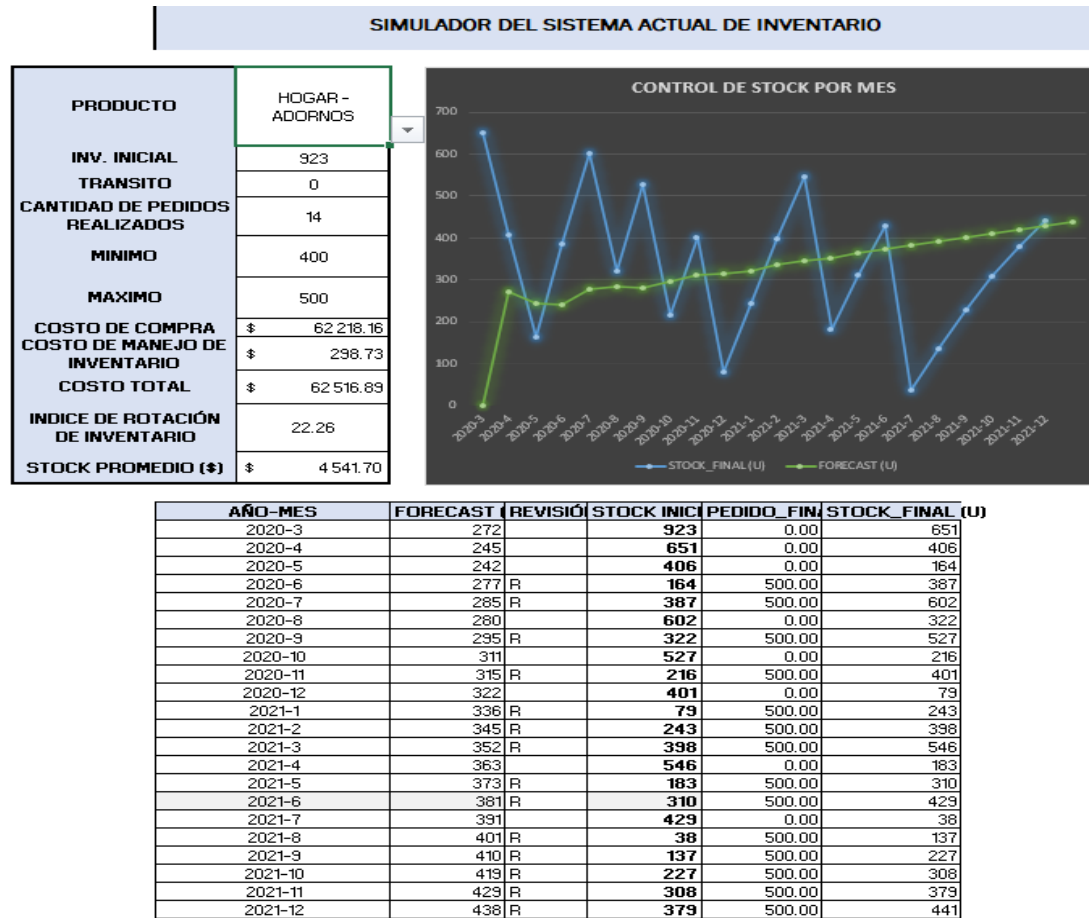 SIMULADOR DEL SISTEMA ACTUAL DE INVENTARIO
PRODUCTO HOGAR - ADORNOS
INV. INICIAL 923
TRANSITO 0
CANTIDAD DE PEDIDOS REALIZADOS 14
MINIMO 400
MAXIMO 500
COSTO DE COMPRA $ 62 218.16
COSTO DE MANEJO DE INVENTARIO $ 298.73
COSTO TOTAL $ 62 516.89
INDICE DE ROTACIÓN DE INVENTARIO 22.26
STOCK PROMEDIO ($) $ 4 541.70
CONTROL DE STOCK POR MES
700
600
500
400
300
200
100
0
2020-3 2020-4 2020-5 2020-6 2020-7 2020-8 2020-9 2020-10 2020-11 2020-12 2021-1 2021-2 2021-3 2021-4 2021-5 2021-6 2021-7 2021-8 2021-9 2021-10 2021-11 2021-12
STOCK_FINAL (U) FORECAST (U)
AÑO-MES FORECAST ( REVISIÓ STOCK INICI PEDIDO_FIN STOCK_FINAL (U)
2020-3 272 923 0.00 651
2020-4 245 651 0.00 406
2020-5 242 406 0.00 164
2020-6 277 R 164 500.00 387
2020-7 285 R 387 500.00 602
2020-8 280 602 0.00 322
2020-9 295 R 322 500.00 527
2020-10 311 527 0.00 216
2020-11 315 R 216 500.00 401
2020-12 322 401 0.00 79
2021-1 336 R 79 500.00 243
2021-2 345 R 243 500.00 398
2021-3 352 R 398 500.00 546
2021-4 363 546 0.00 183
2021-5 373 R 183 500.00 310
2021-6 381 R 310 500.00 429
2021-7 391 429 0.00 38
2021-8 401 R 38 500.00 137
2021-9 410 R 137 500.00 227
2021-10 419 R 227 500.00 308
2021-11 429 R 308 500.00 379
2021-12 438 R 379 500.00 441